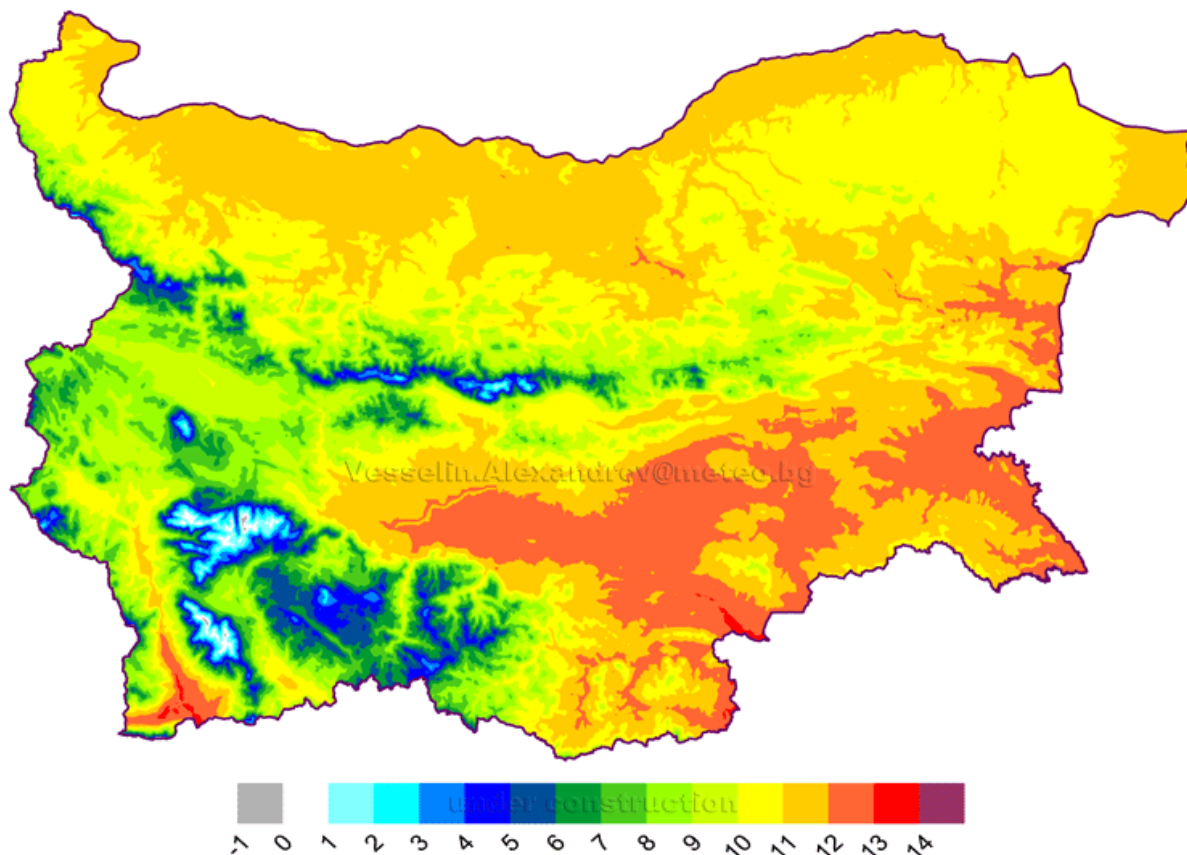 Vesselin.Alexandrov@meteo.bg
under construction
-1 0 1 2 3 4 5 6 7 8 9 10 11 12 13 14